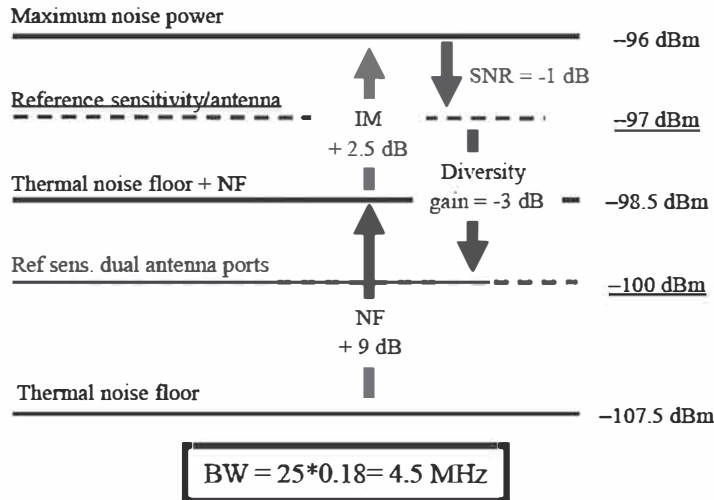 Maximum noise power
–96 dBm
SNR = -1 dB
Reference sensitivity/antenna
–97 dBm
IM
+ 2.5 dB
Thermal noise floor + NF
Diversity
gain = -3 dB
–98.5 dBm
Ref sens. dual antenna ports
–100 dBm
NF
+ 9 dB
Thermal noise floor
–107.5 dBm
BW = 25*0.18= 4.5 MHz